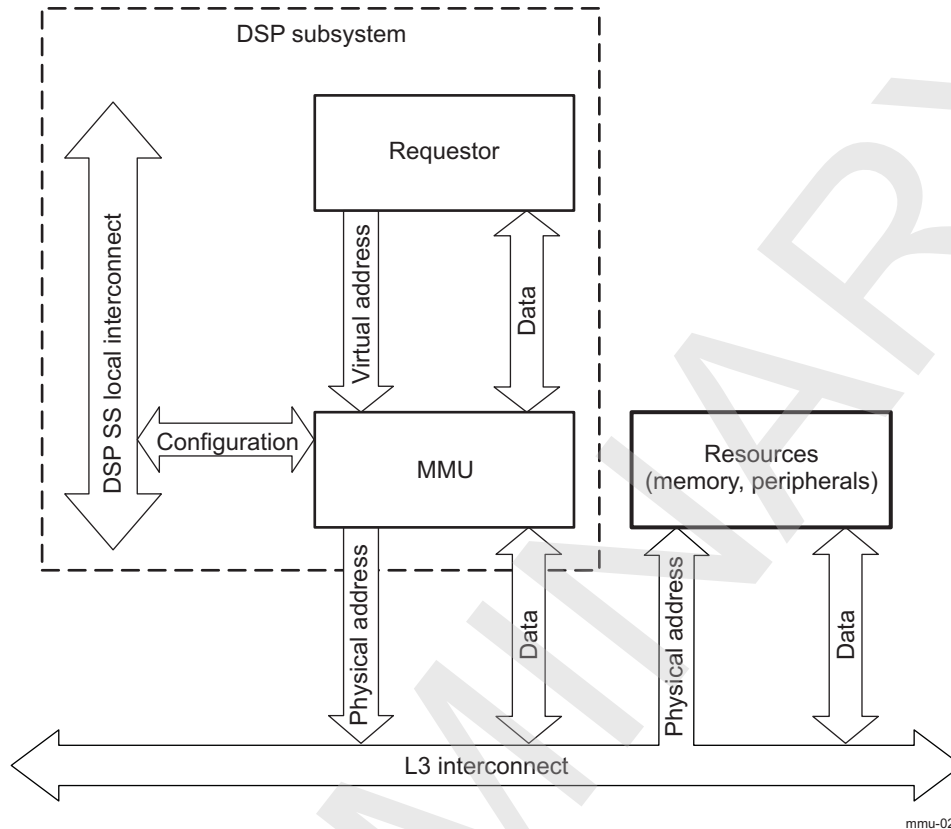 DSP subsystem
Requestor
DSP SS local interconnect
Virtual address
Data
Configuration
MMU
Resources
(memory, peripherals)
Physical address
Data
Physical address
Data
L3 interconnect
mmu-02